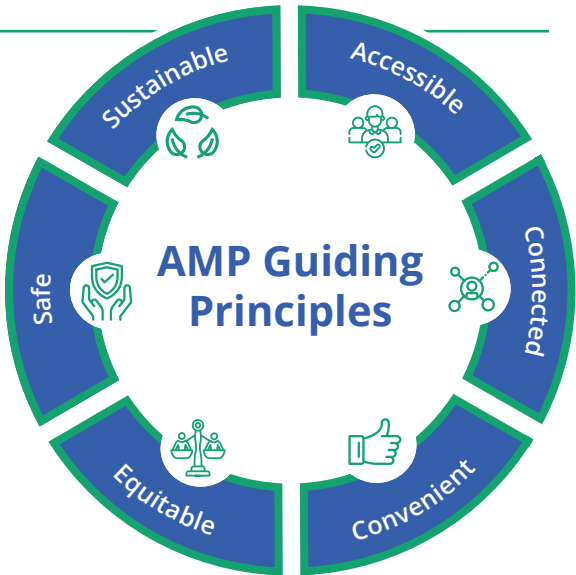 Sustainable
Accessible
Connected
Convenient
Equitable
Safe
AMP Guiding
Principles